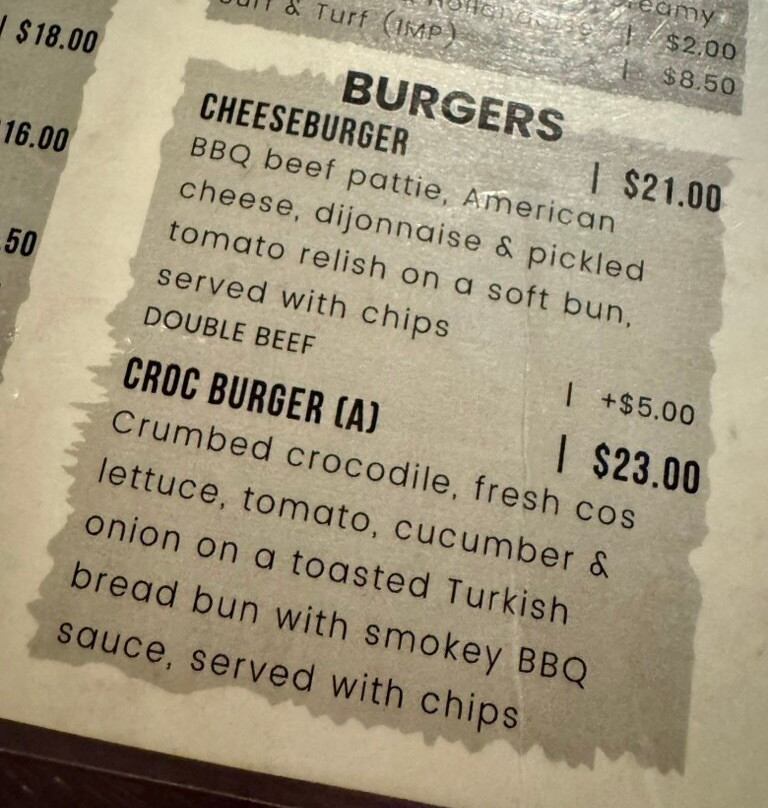 & Turf (IMP)
| $2.00
| $8.50
$18.00
16.00
.50
BURGERS
CHEESEBURGER | $21.00
BBQ beef pattie, American
cheese, dijonnaise & pickled
tomato relish on a soft bun,
served with chips
DOUBLE BEEF | +$5.00
CROC BURGER (A) | $23.00
Crumbed crocodile, fresh cos
lettuce, tomato, cucumber &
onion on a toasted Turkish
bread bun with smokey BBQ
sauce, served with chips